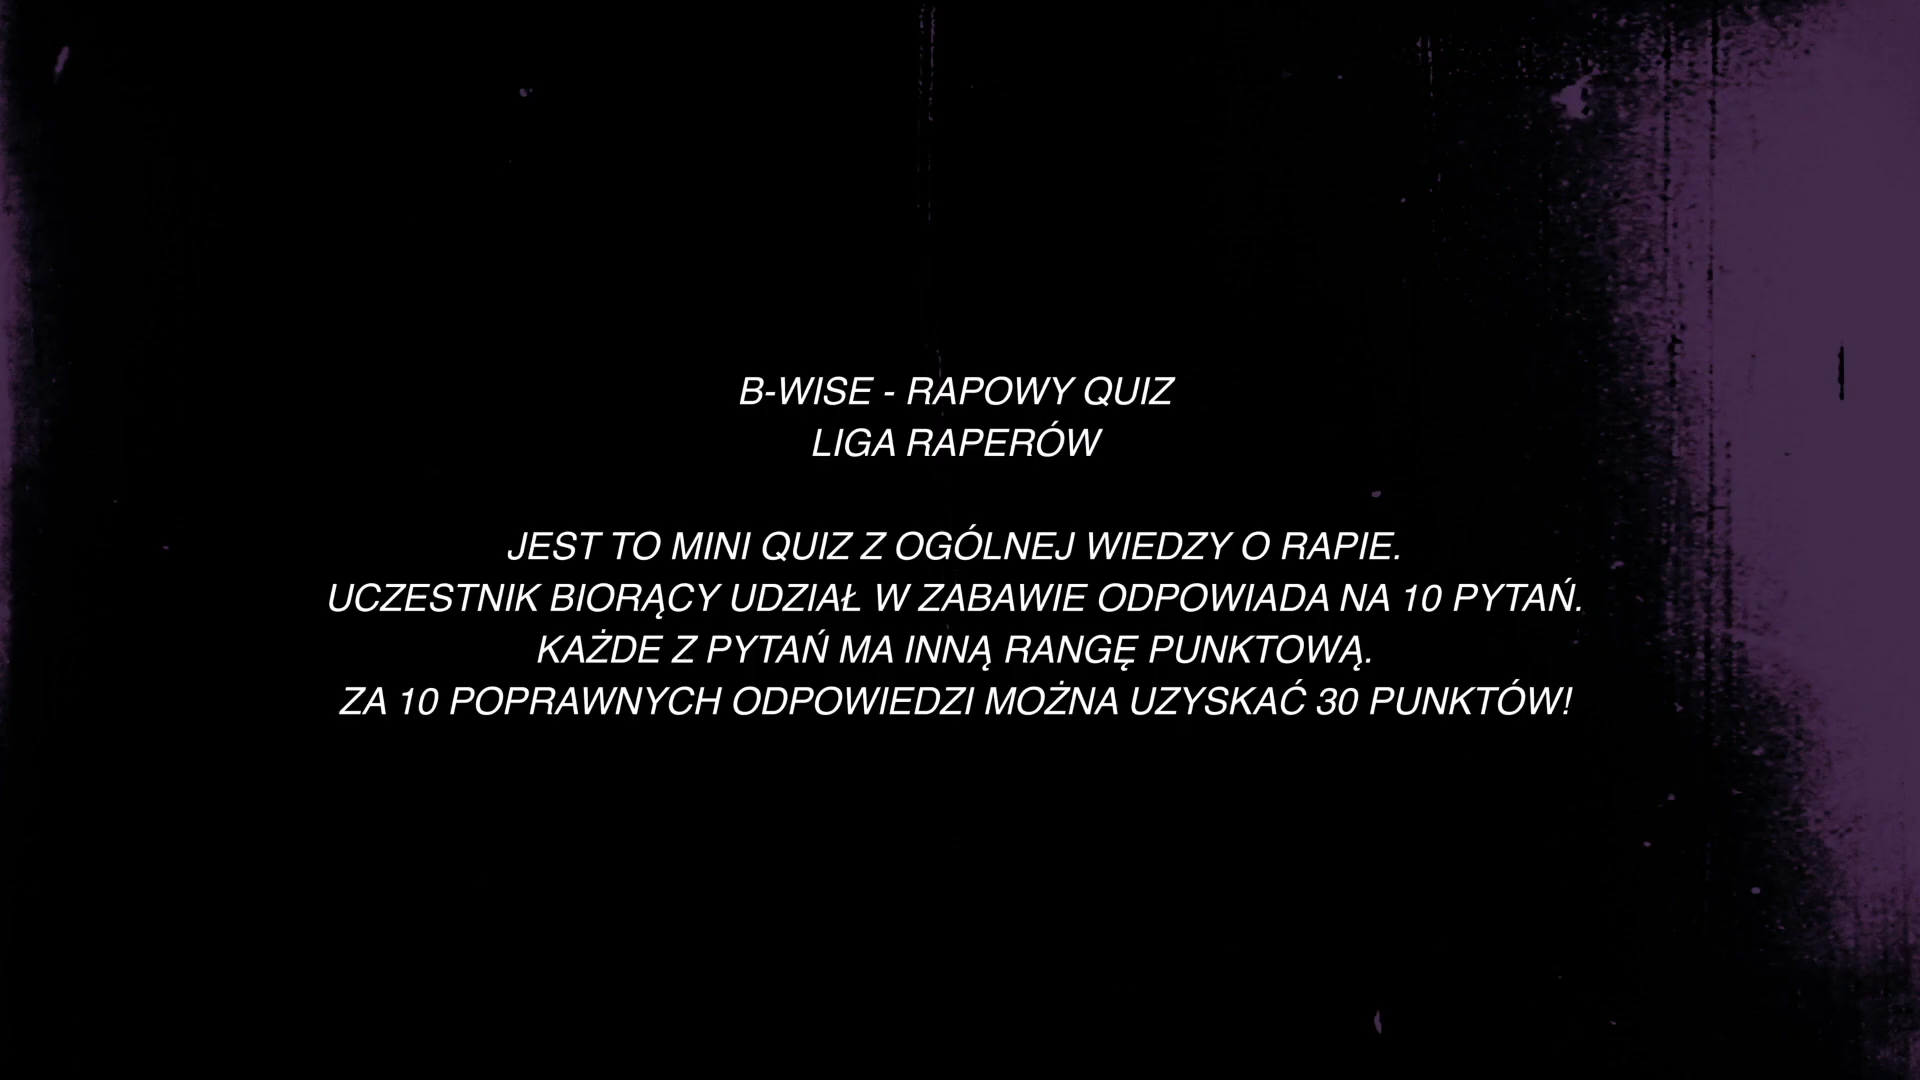 B-WISE - RAPOWY QUIZ
LIGA RAPERÓW
JEST TO MINI QUIZ Z OGÓLNEJ WIEDZY O RAPIE.
UCZESTNIK BIORĄCY UDZIAŁ W ZABAWIE ODPOWIADA NA 10 PYTAŃ.
KAŻDE Z PYTAŃ MA INNĄ RANGĘ PUNKTOWĄ.
ZA 10 POPRAWNYCH ODPOWIEDZI MOŻNA UZYSKAĆ 30 PUNKTÓW!